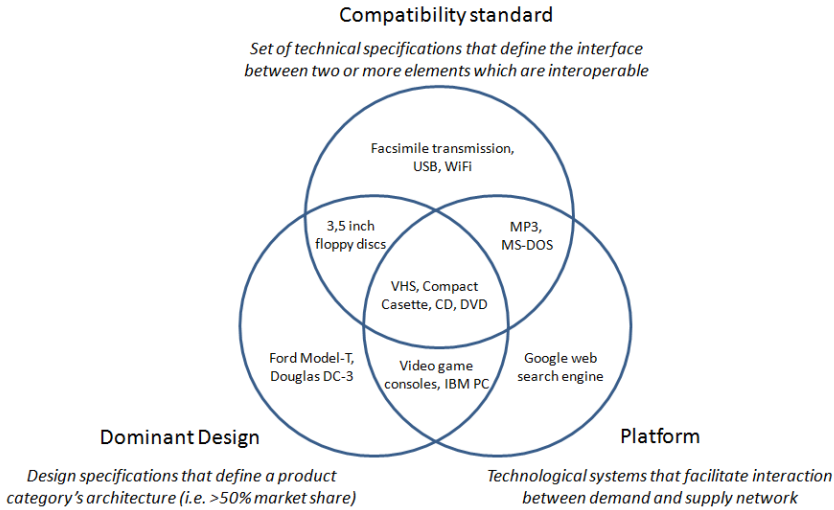 Compatibility standard
Set of technical specifications that define the interface
between two or more elements which are interoperable
Facsimile transmission,
USB, WiFi
3,5 inch
floppy discs
MP3,
MS-DOS
VHS, Compact
Casette, CD, DVD
Ford Model-T,
Douglas DC-3
Video game
consoles, IBM PC
Google web
search engine
Dominant Design
Design specifications that define a product
category's architecture (i.e. >50% market share)
Platform
Technological systems that facilitate interaction
between demand and supply network